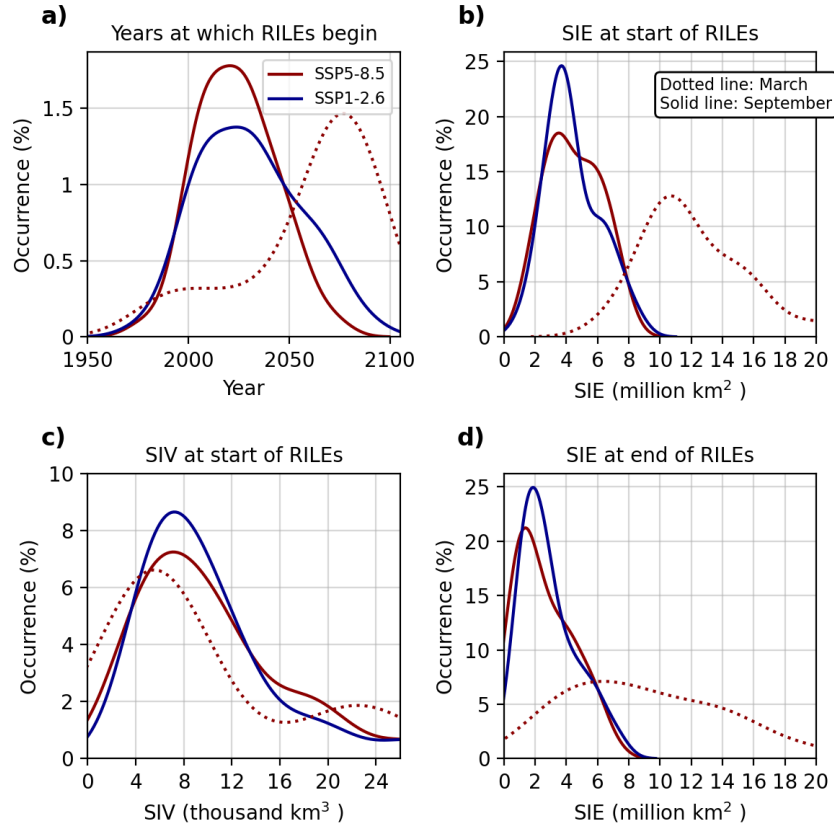 a)
Years at which RILEs begin
SSP5-8.5
SSP1-2.6
Occurrence (%)
0
0.5
1
1.5
1950
2000
2050
2100
Year
b)
SIE at start of RILEs
Dotted line: March
Solid line: September
Occurrence (%)
0
5
10
15
20
25
0 2 4 6 8 10 12 14 16 18 20
SIE (million km²)
c)
SIV at start of RILEs
Occurrence (%)
0
2
4
6
8
10
0 4 8 12 16 20 24
SIV (thousand km³)
d)
SIE at end of RILEs
Occurrence (%)
0
5
10
15
20
25
0 2 4 6 8 10 12 14 16 18 20
SIE (million km²)